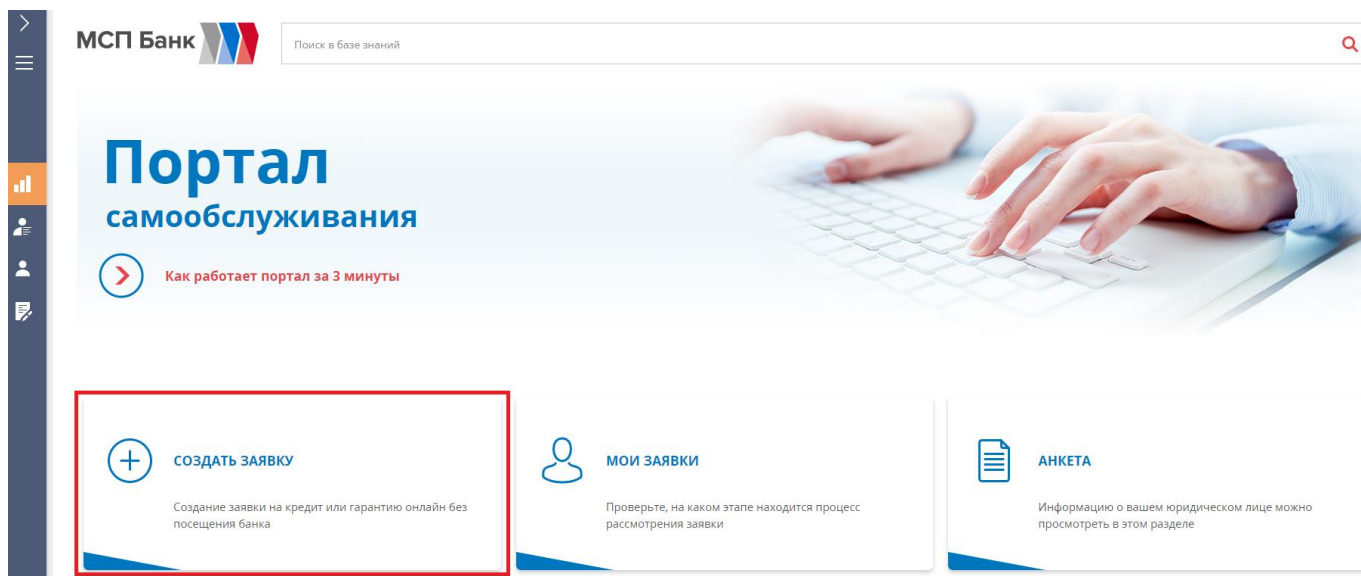 МСП Банк
Поиск в базе знаний
Портал
самообслуживания
Как работает портал за 3 минуты
СОЗДАТЬ ЗАЯВКУ
Создание заявки на кредит или гарантию онлайн без
посещения банка
МОИ ЗАЯВКИ
Проверьте, на каком этапе находится процесс
рассмотрения заявки
АНКЕТА
Информацию о вашем юридическом лице можно
просмотреть в этом разделе